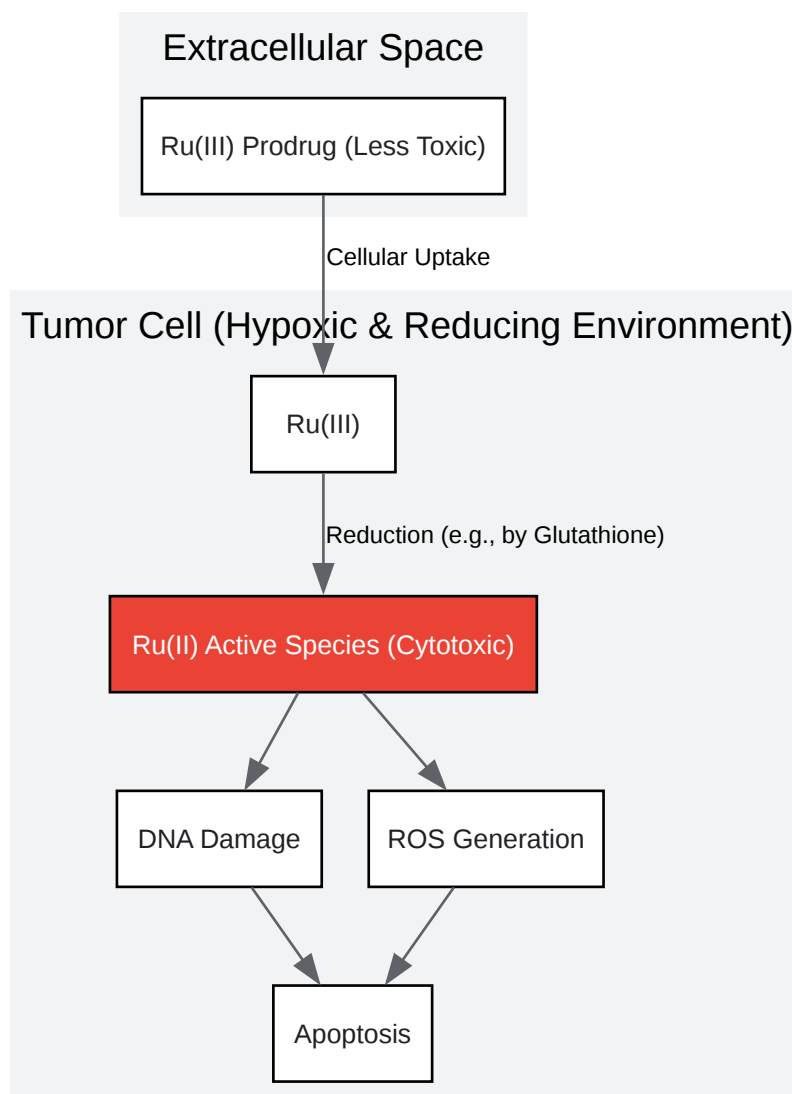 Extracellular Space
Ru(III) Prodrug (Less Toxic)
Cellular Uptake
Tumor Cell (Hypoxic & Reducing Environment)
Ru(III)
Reduction (e.g., by Glutathione)
Ru(II) Active Species (Cytotoxic)
DNA Damage
ROS Generation
Apoptosis